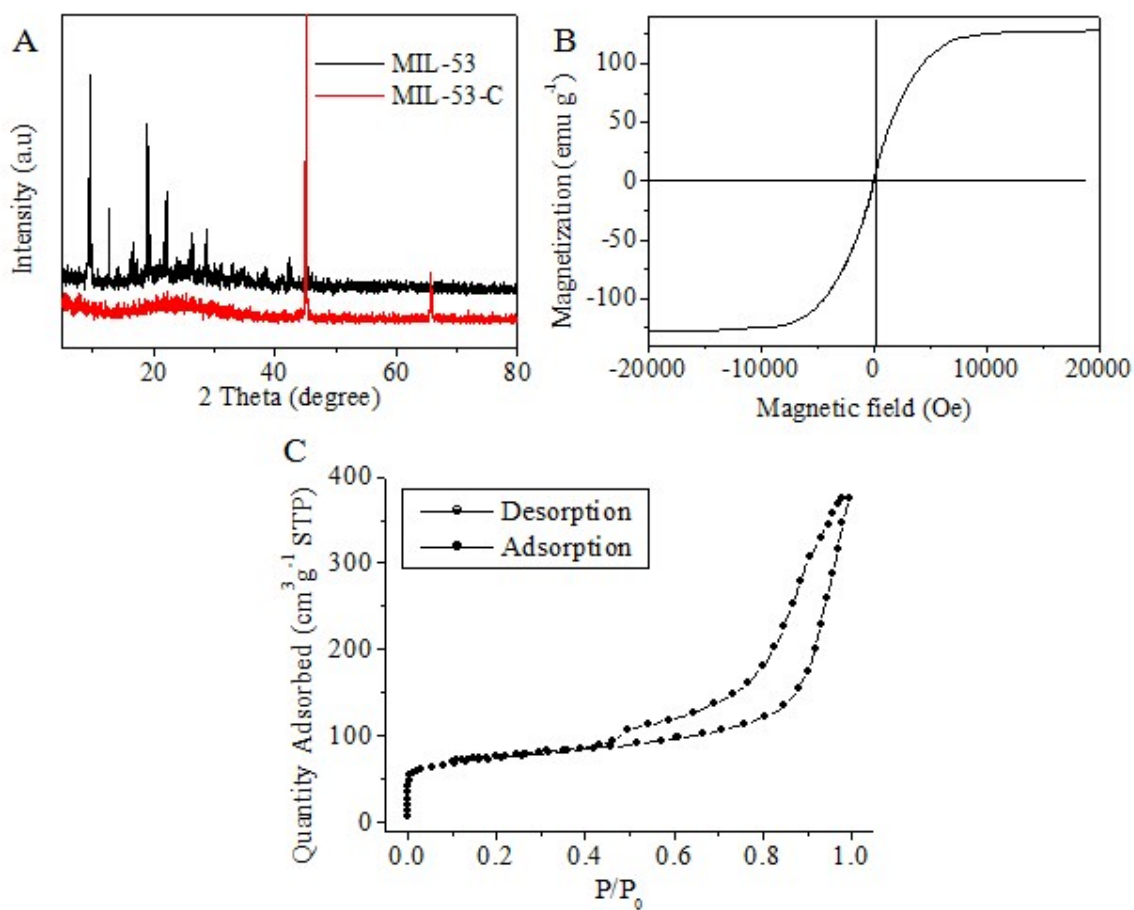 A
MIL-53
MIL-53-C
Intensity (a.u)
20
40
60
80
2 Theta (degree)
B
Magnetization (emu g⁻¹)
100
50
0
-50
-100
-20000
-10000
0
10000
20000
Magnetic field (Oe)
C
Desorption
Adsorption
Quantity Adsorbed (cm³ g⁻¹ STP)
400
300
200
100
0
0.0
0.2
0.4
0.6
0.8
1.0
P/P₀